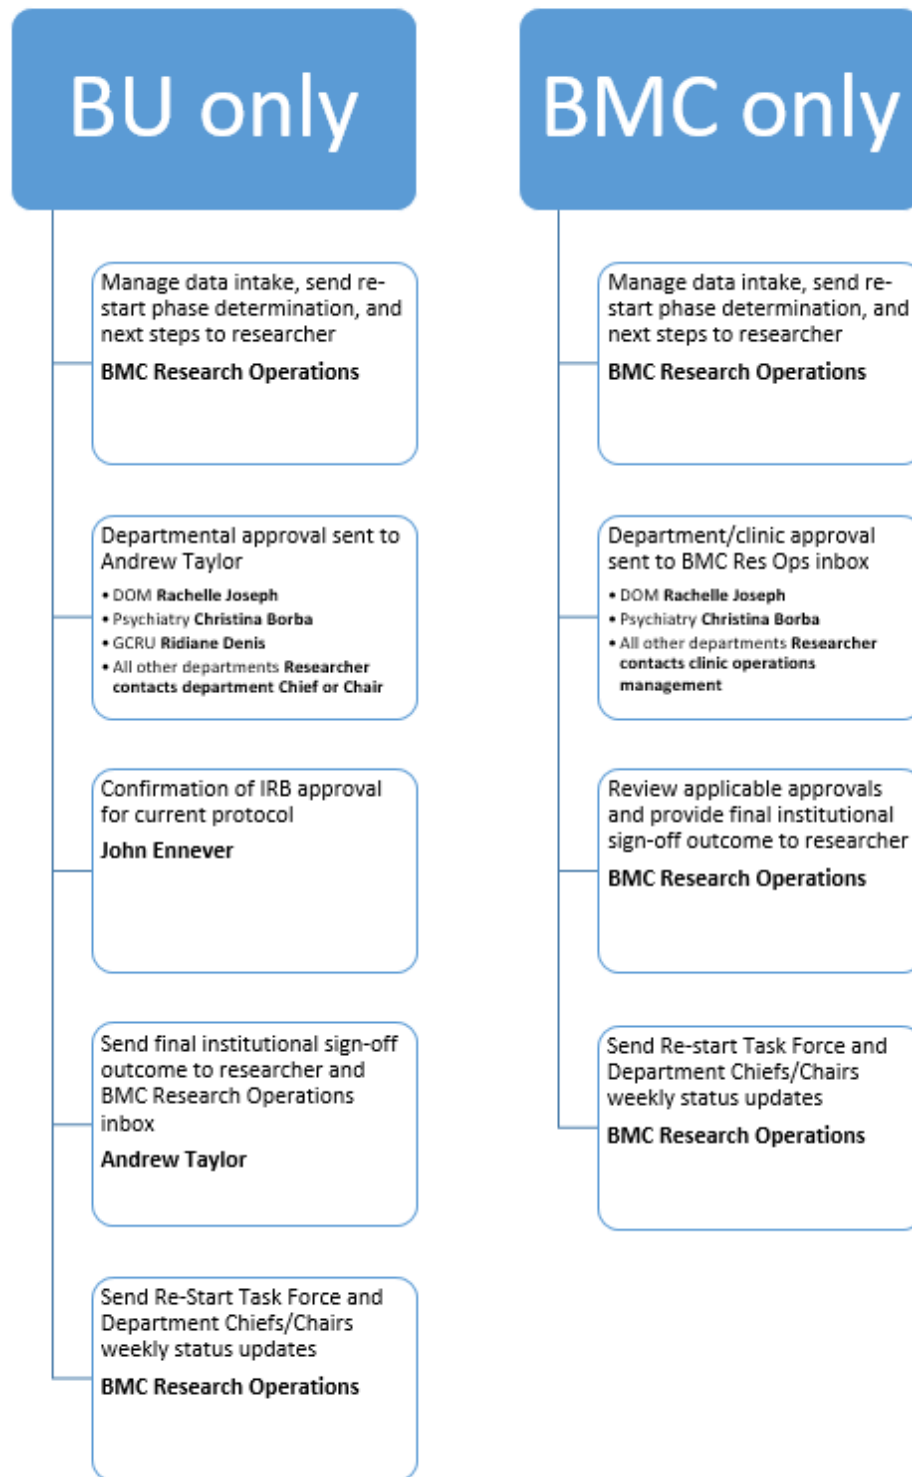 BU only
Manage data intake, send re-
start phase determination, and
next steps to researcher
BMC Research Operations
Departmental approval sent to
Andrew Taylor
• DOM Rachelle Joseph
• Psychiatry Christina Borba
• GCRU Ridiane Denis
• All other departments Researcher
contacts department Chief or Chair
Confirmation of IRB approval
for current protocol
John Ennever
Send final institutional sign-off
outcome to researcher and
BMC Research Operations
inbox
Andrew Taylor
Send Re-Start Task Force and
Department Chiefs/Chairs
weekly status updates
BMC Research Operations
BMC only
Manage data intake, send re-
start phase determination, and
next steps to researcher
BMC Research Operations
Department/clinic approval
sent to BMC Res Ops inbox
• DOM Rachelle Joseph
• Psychiatry Christina Borba
• All other departments Researcher
contacts clinic operations
management
Review applicable approvals
and provide final institutional
sign-off outcome to researcher
BMC Research Operations
Send Re-start Task Force and
Department Chiefs/Chairs
weekly status updates
BMC Research Operations